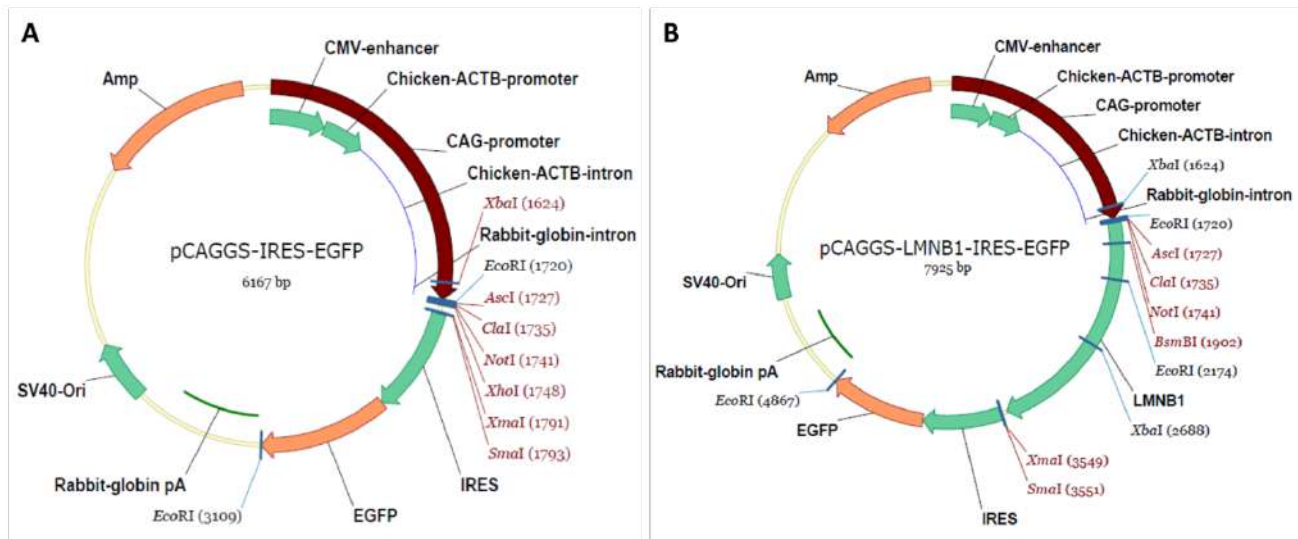 A
CMV-enhancer
Amp
Chicken-ACTB-promoter
CAG-promoter
Chicken-ACTB-intron
XbaI (1624)
Rabbit-globin-intron
pCAGGS-IRES-EGFP
6167 bp
EcoRI (1720)
AscI (1727)
ClaI (1735)
NotI (1741)
XhoI (1748)
XmaI (1791)
SmaI (1793)
SV40-Ori
Rabbit-globin pA
IRES
EcoRI (3109)
EGFP
B
CMV-enhancer
Amp
Chicken-ACTB-promoter
CAG-promoter
Chicken-ACTB-intron
XbaI (1624)
Rabbit-globin-intron
EcoRI (1720)
pCAGGS-LMNB1-IRES-EGFP
7925 bp
AscI (1727)
ClaI (1735)
NotI (1741)
BsmBI (1902)
EcoRI (2174)
SV40-Ori
Rabbit-globin pA
LMNB1
EcoRI (4867)
XbaI (2688)
EGFP
XmaI (3549)
SmaI (3551)
IRES